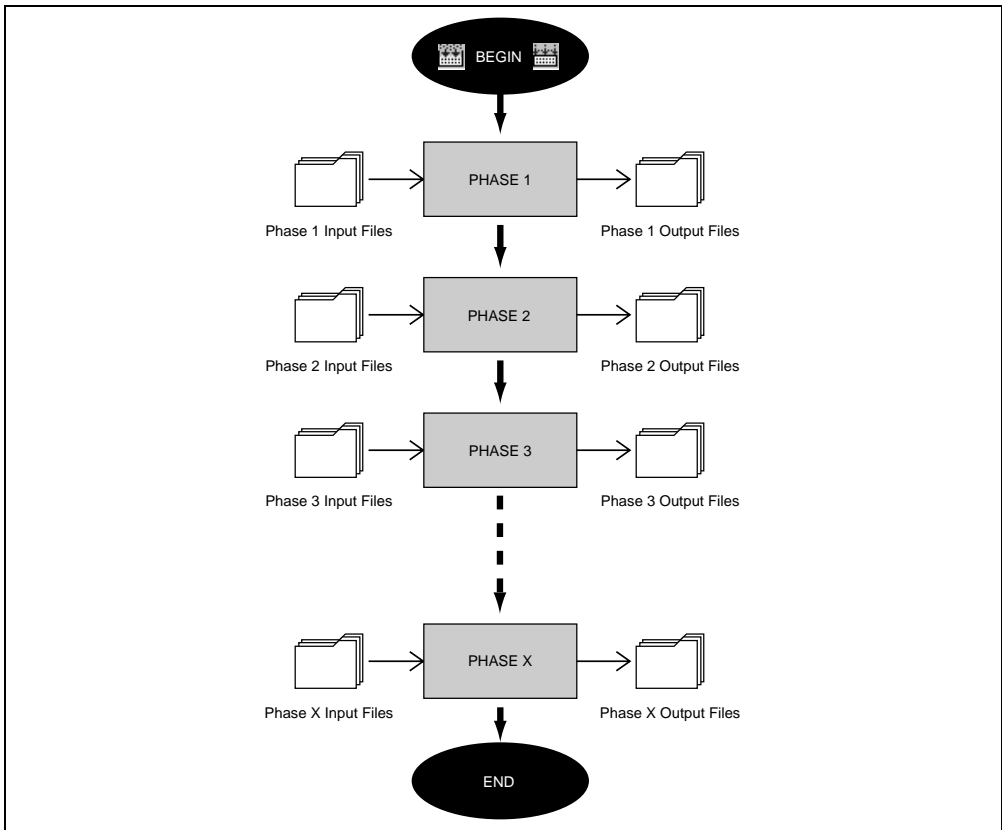 BEGIN
PHASE 1
Phase 1 Input Files
Phase 1 Output Files
PHASE 2
Phase 2 Input Files
Phase 2 Output Files
PHASE 3
Phase 3 Input Files
Phase 3 Output Files
PHASE X
Phase X Input Files
Phase X Output Files
END